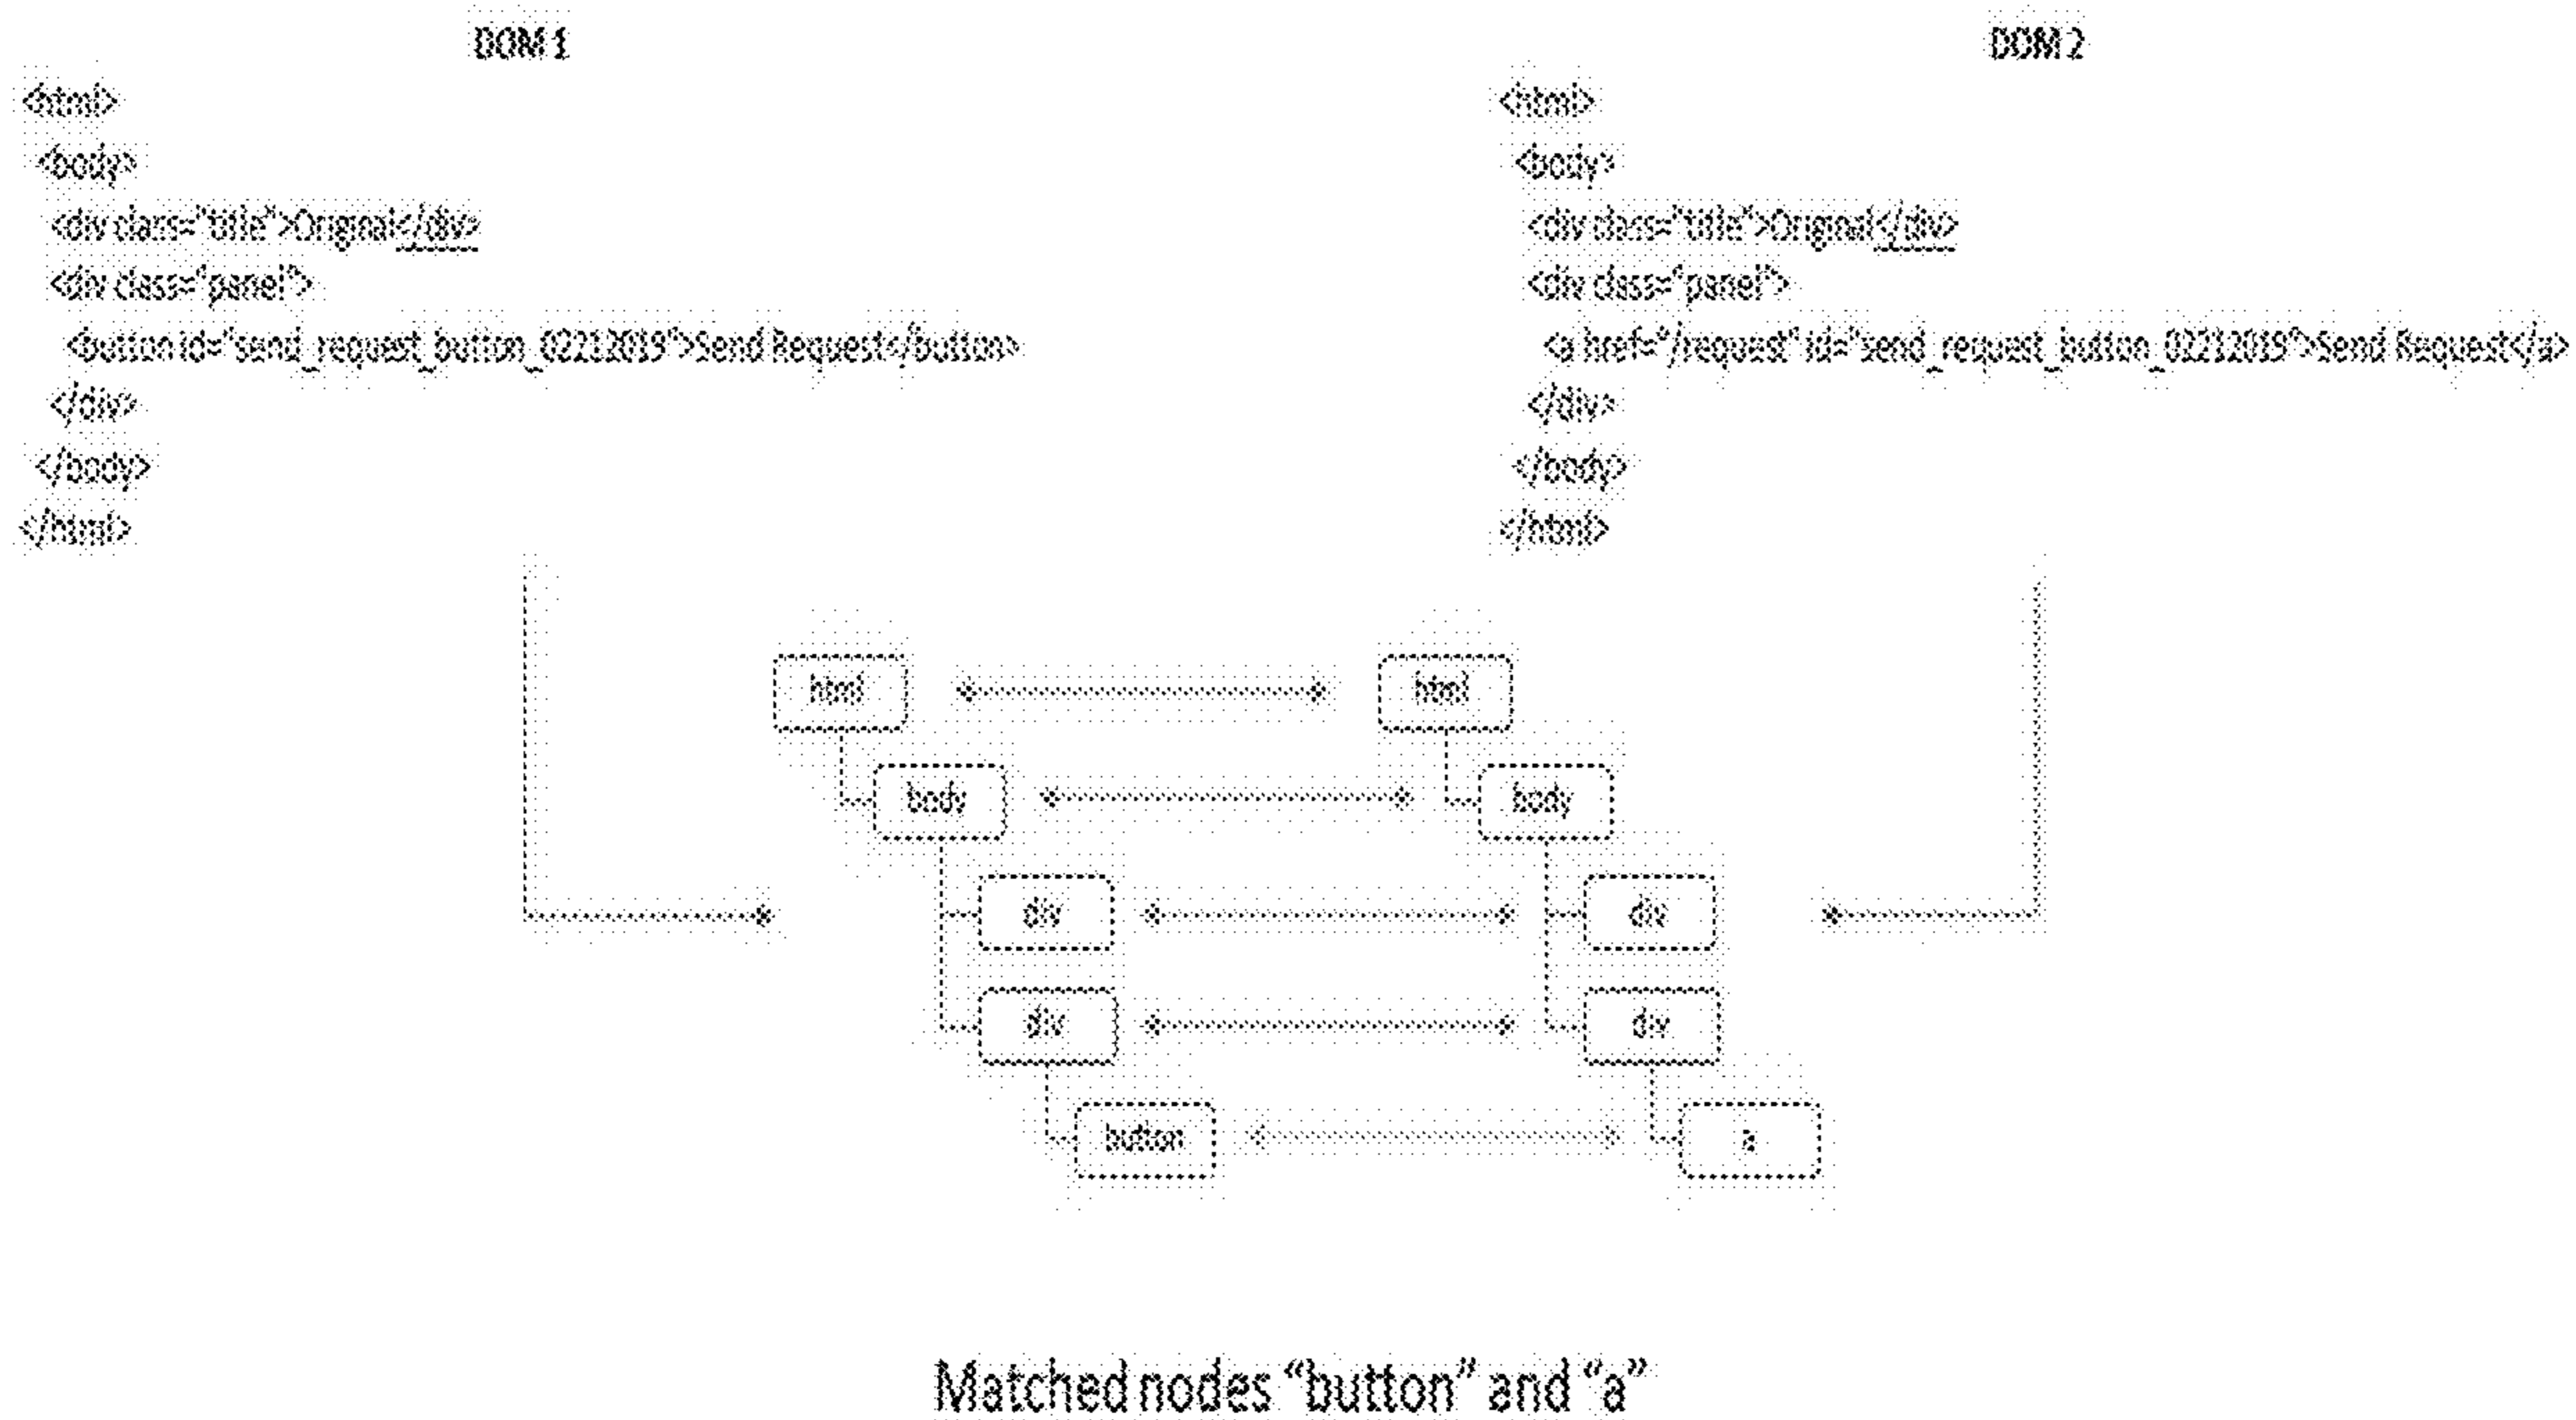 DOM 1
<html>
<body>
<div class="title">Original</div>
<div class="panel">
<button id="send_request_button_02212019">Send Request</button>
</div>
</body>
</html>
DOM 2
<html>
<body>
<div class="title">Original</div>
<div class="panel">
<a href="/request" id="send_request_button_02212019">Send Request</a>
</div>
</body>
</html>
html
html
body
body
div
div
div
div
button
a
Matched nodes “button” and “a”